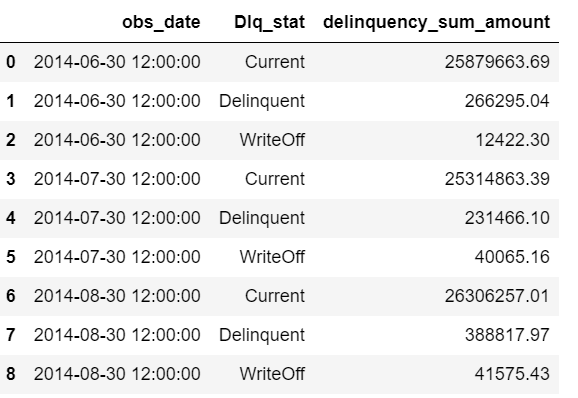 obs_date Dlq_stat delinquency_sum_amount
0 2014-06-30 12:00:00 Current 25879663.69
1 2014-06-30 12:00:00 Delinquent 266295.04
2 2014-06-30 12:00:00 WriteOff 12422.30
3 2014-07-30 12:00:00 Current 25314863.39
4 2014-07-30 12:00:00 Delinquent 231466.10
5 2014-07-30 12:00:00 WriteOff 40065.16
6 2014-08-30 12:00:00 Current 26306257.01
7 2014-08-30 12:00:00 Delinquent 388817.97
8 2014-08-30 12:00:00 WriteOff 41575.43